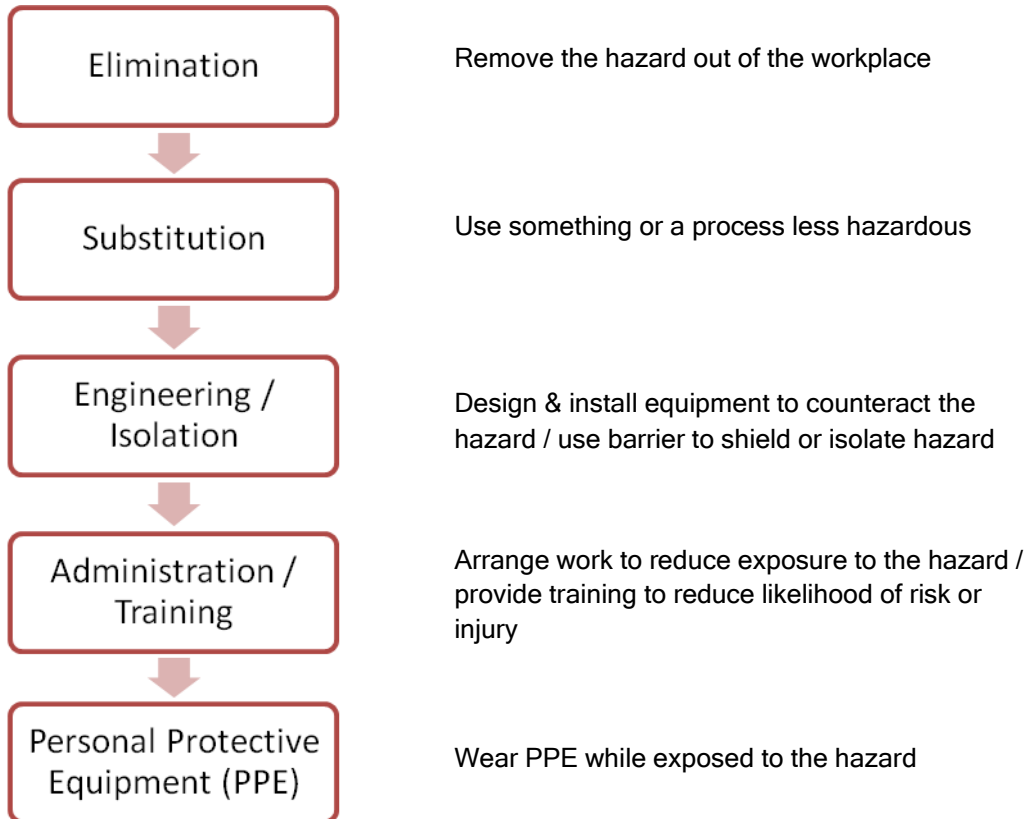 Elimination
Remove the hazard out of the workplace
Substitution
Use something or a process less hazardous
Engineering /
Isolation
Design & install equipment to counteract the
hazard / use barrier to shield or isolate hazard
Administration /
Training
Arrange work to reduce exposure to the hazard /
provide training to reduce likelihood of risk or
injury
Personal Protective
Equipment (PPE)
Wear PPE while exposed to the hazard